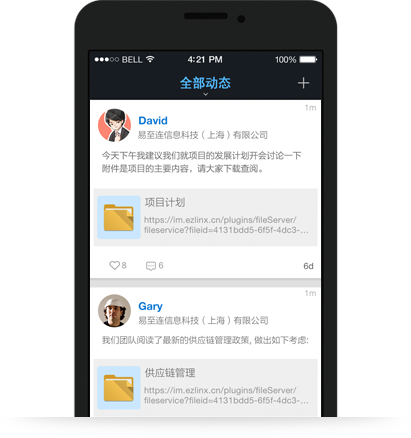 BELL 4:21 PM 100%
全部动态
1m
David
易至连信息科技（上海）有限公司
今天下午我建议我们就项目的发展计划开会讨论一下
附件是项目的主要内容，请大家下载查阅。
项目计划
https://im.ezlinx.cn/plugins/fileServer/
fileservice?fileid=4131bdd5-6f5f-4dc3-...
8 6 6d
1m
Gary
易至连信息科技（上海）有限公司
我们团队阅读了最新的供应链管理政策, 做出如下考虑:
供应链管理
https://im.ezlinx.cn/plugins/fileServer/
fileservice?fileid=4131bdd5-6f5f-4dc3-...